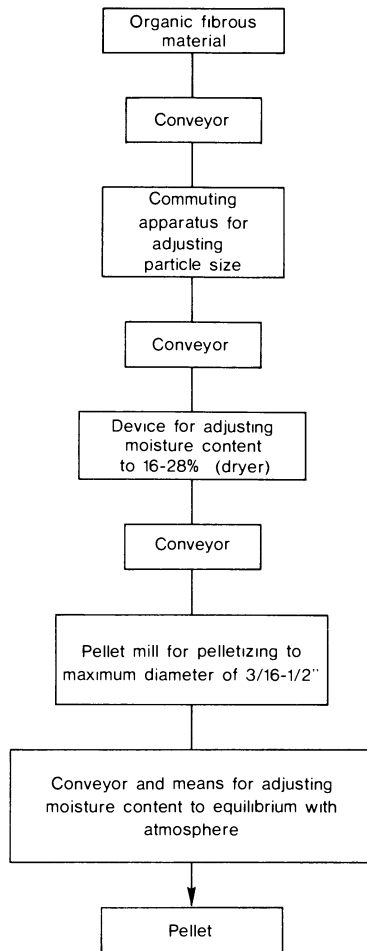 Organic fibrous
material
Conveyor
Commuting
apparatus for
adjusting
particle size
Conveyor
Device for adjusting
moisture content
to 16-28% (dryer)
Conveyor
Pellet mill for pelletizing to
maximum diameter of 3/16-1/2"
Conveyor and means for adjusting
moisture content to equilibrium with
atmosphere
Pellet